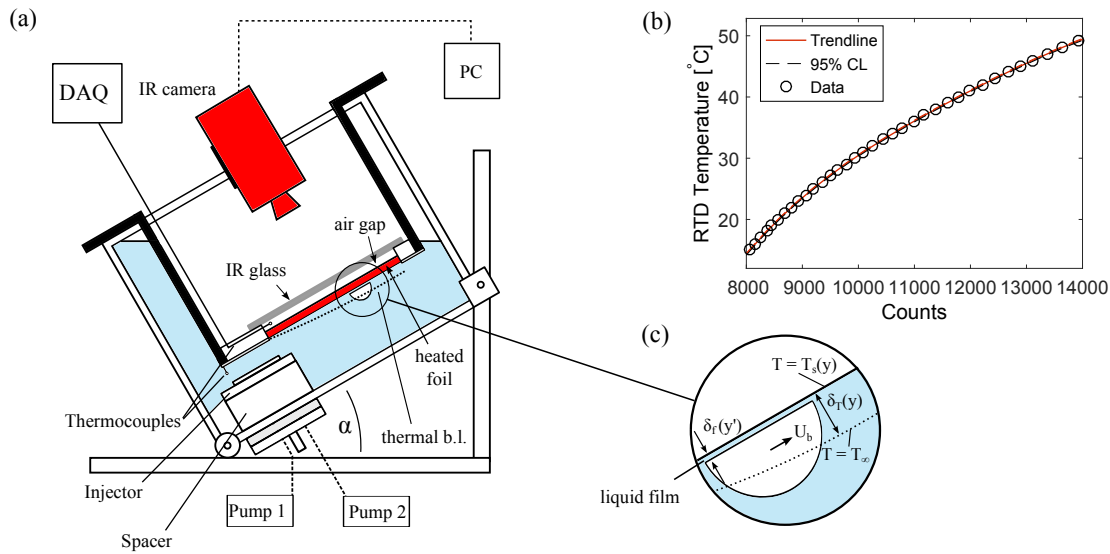 (a)
DAQ
IR camera
PC
air gap
IR glass
heated
foil
Thermocouples
α
thermal b.l.
Injector
Spacer
Pump 1
Pump 2
(b)
RTD Temperature [°C]
50
40
30
20
Trendline
95% CL
Data
8000 9000 10000 11000 12000 13000 14000
Counts
(c)
T = Tₛ(y)
δ_T(y)
δ_f(y')
U_b
T = T_∞
liquid film